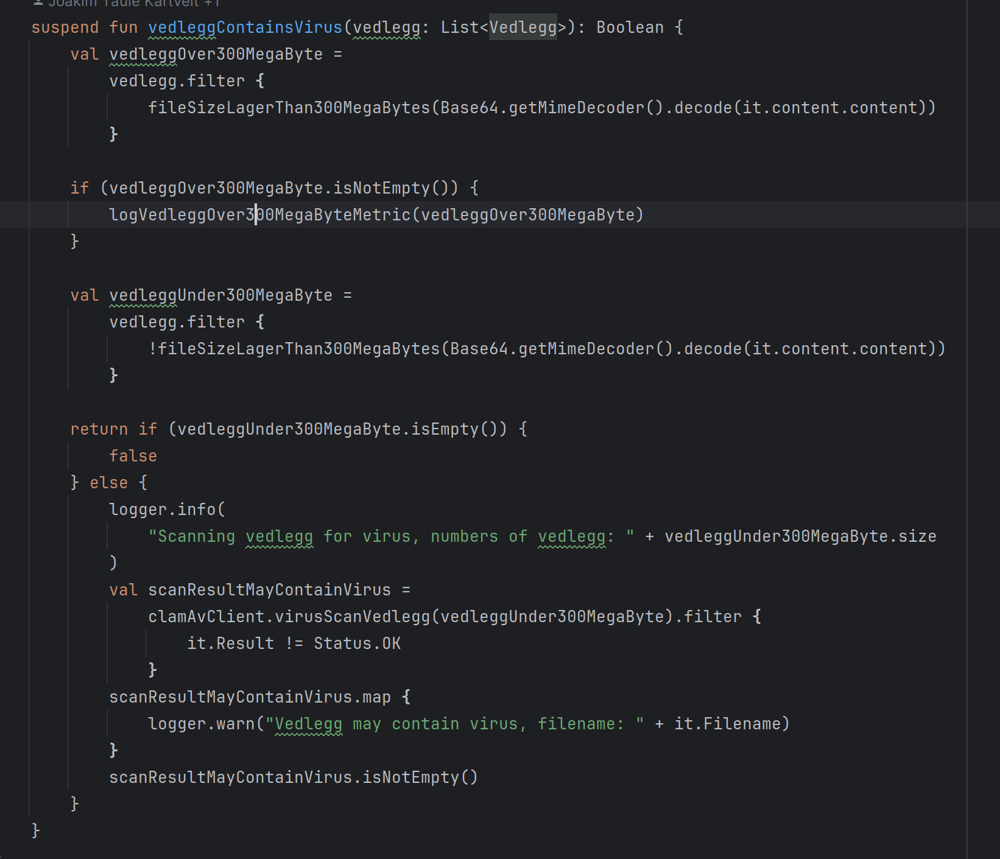 Joakim Taule Kartveit +1
suspend fun vedleggContainsVirus(vedlegg: List<Vedlegg>): Boolean {
val vedleggOver300MegaByte =
vedlegg.filter {
fileSizeLagerThan300MegaBytes(Base64.getMimeDecoder().decode(it.content.content))
}
if (vedleggOver300MegaByte.isNotEmpty()) {
logVedleggOver300MegaByteMetric(vedleggOver300MegaByte)
}
val vedleggUnder300MegaByte =
vedlegg.filter {
!fileSizeLagerThan300MegaBytes(Base64.getMimeDecoder().decode(it.content.content))
}
return if (vedleggUnder300MegaByte.isEmpty()) {
false
} else {
logger.info(
"Scanning vedlegg for virus, numbers of vedlegg: " + vedleggUnder300MegaByte.size
)
val scanResultMayContainVirus =
clamAvClient.virusScanVedlegg(vedleggUnder300MegaByte).filter {
it.Result != Status.OK
}
scanResultMayContainVirus.map {
logger.warn("Vedlegg may contain virus, filename: " + it.Filename)
}
scanResultMayContainVirus.isNotEmpty()
}
}